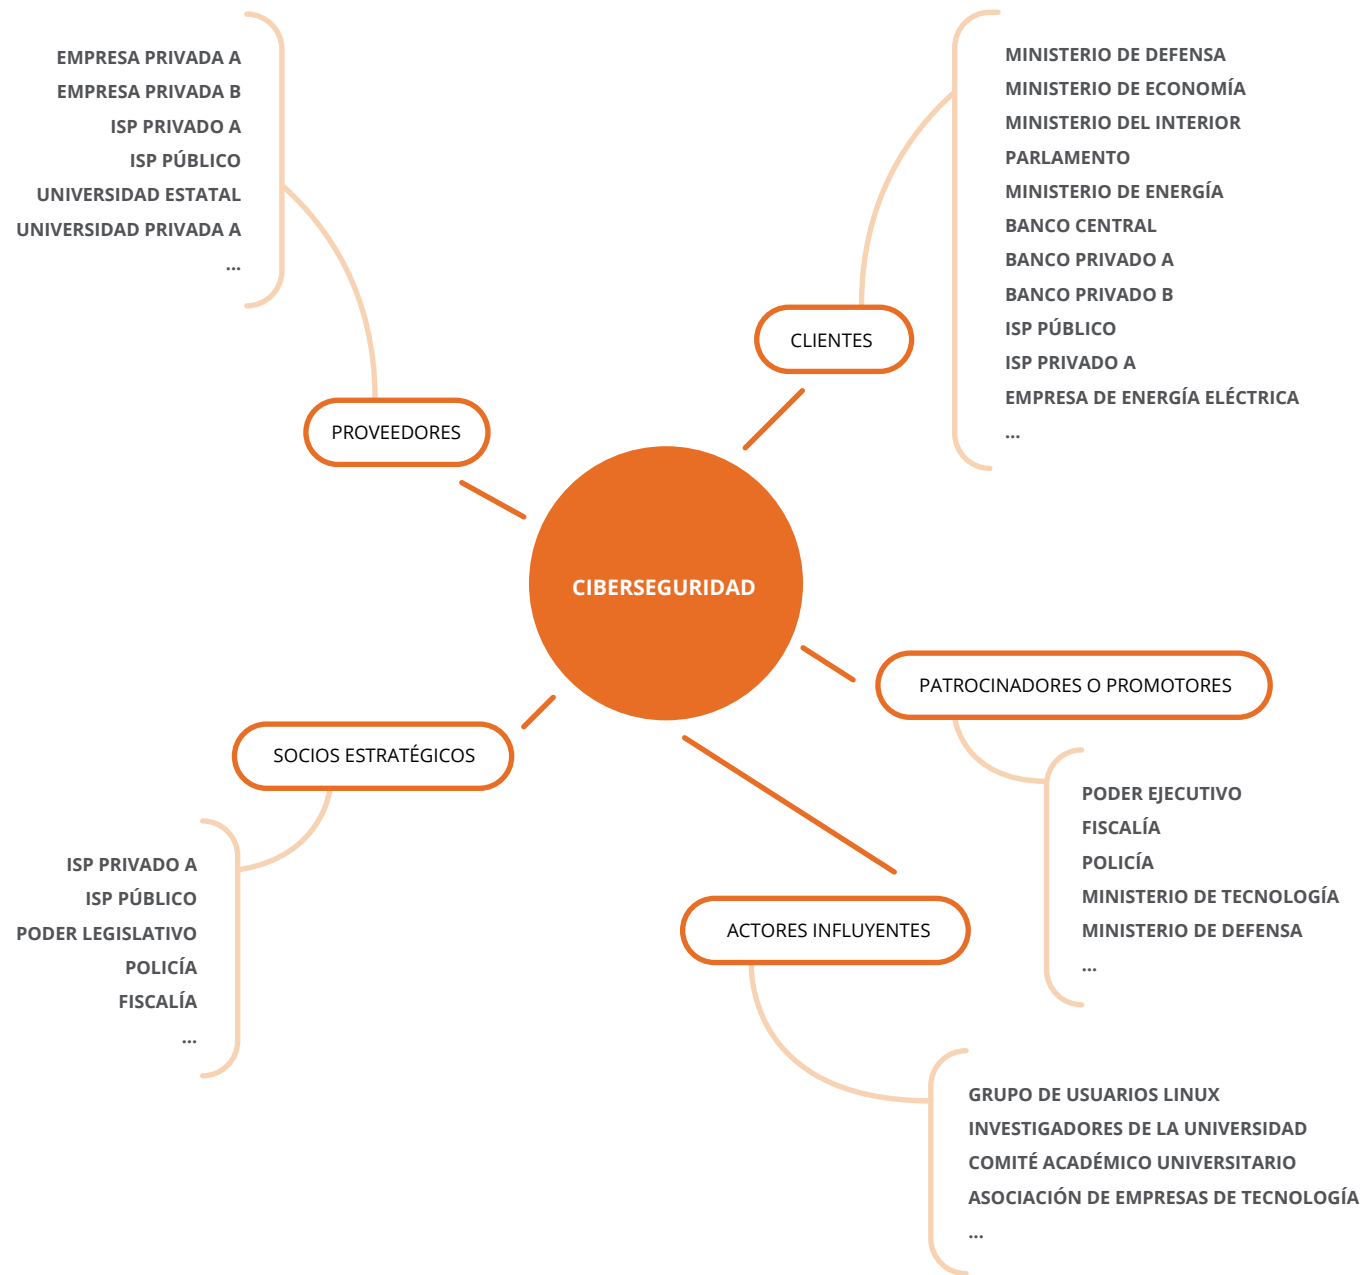 EMPRESA PRIVADA A
EMPRESA PRIVADA B
ISP PRIVADO A
ISP PÚBLICO
UNIVERSIDAD ESTATAL
UNIVERSIDAD PRIVADA A
...
PROVEEDORES
MINISTERIO DE DEFENSA
MINISTERIO DE ECONOMÍA
MINISTERIO DEL INTERIOR
PARLAMENTO
MINISTERIO DE ENERGÍA
BANCO CENTRAL
BANCO PRIVADO A
BANCO PRIVADO B
ISP PÚBLICO
ISP PRIVADO A
EMPRESA DE ENERGÍA ELÉCTRICA
...
CLIENTES
CIBERSEGURIDAD
SOCIOS ESTRATÉGICOS
ISP PRIVADO A
ISP PÚBLICO
PODER LEGISLATIVO
POLICÍA
FISCALÍA
...
PATROCINADORES O PROMOTORES
PODER EJECUTIVO
FISCALÍA
POLICÍA
MINISTERIO DE TECNOLOGÍA
MINISTERIO DE DEFENSA
...
ACTORES INFLUYENTES
GRUPO DE USUARIOS LINUX
INVESTIGADORES DE LA UNIVERSIDAD
COMITÉ ACADÉMICO UNIVERSITARIO
ASOCIACIÓN DE EMPRESAS DE TECNOLOGÍA
...